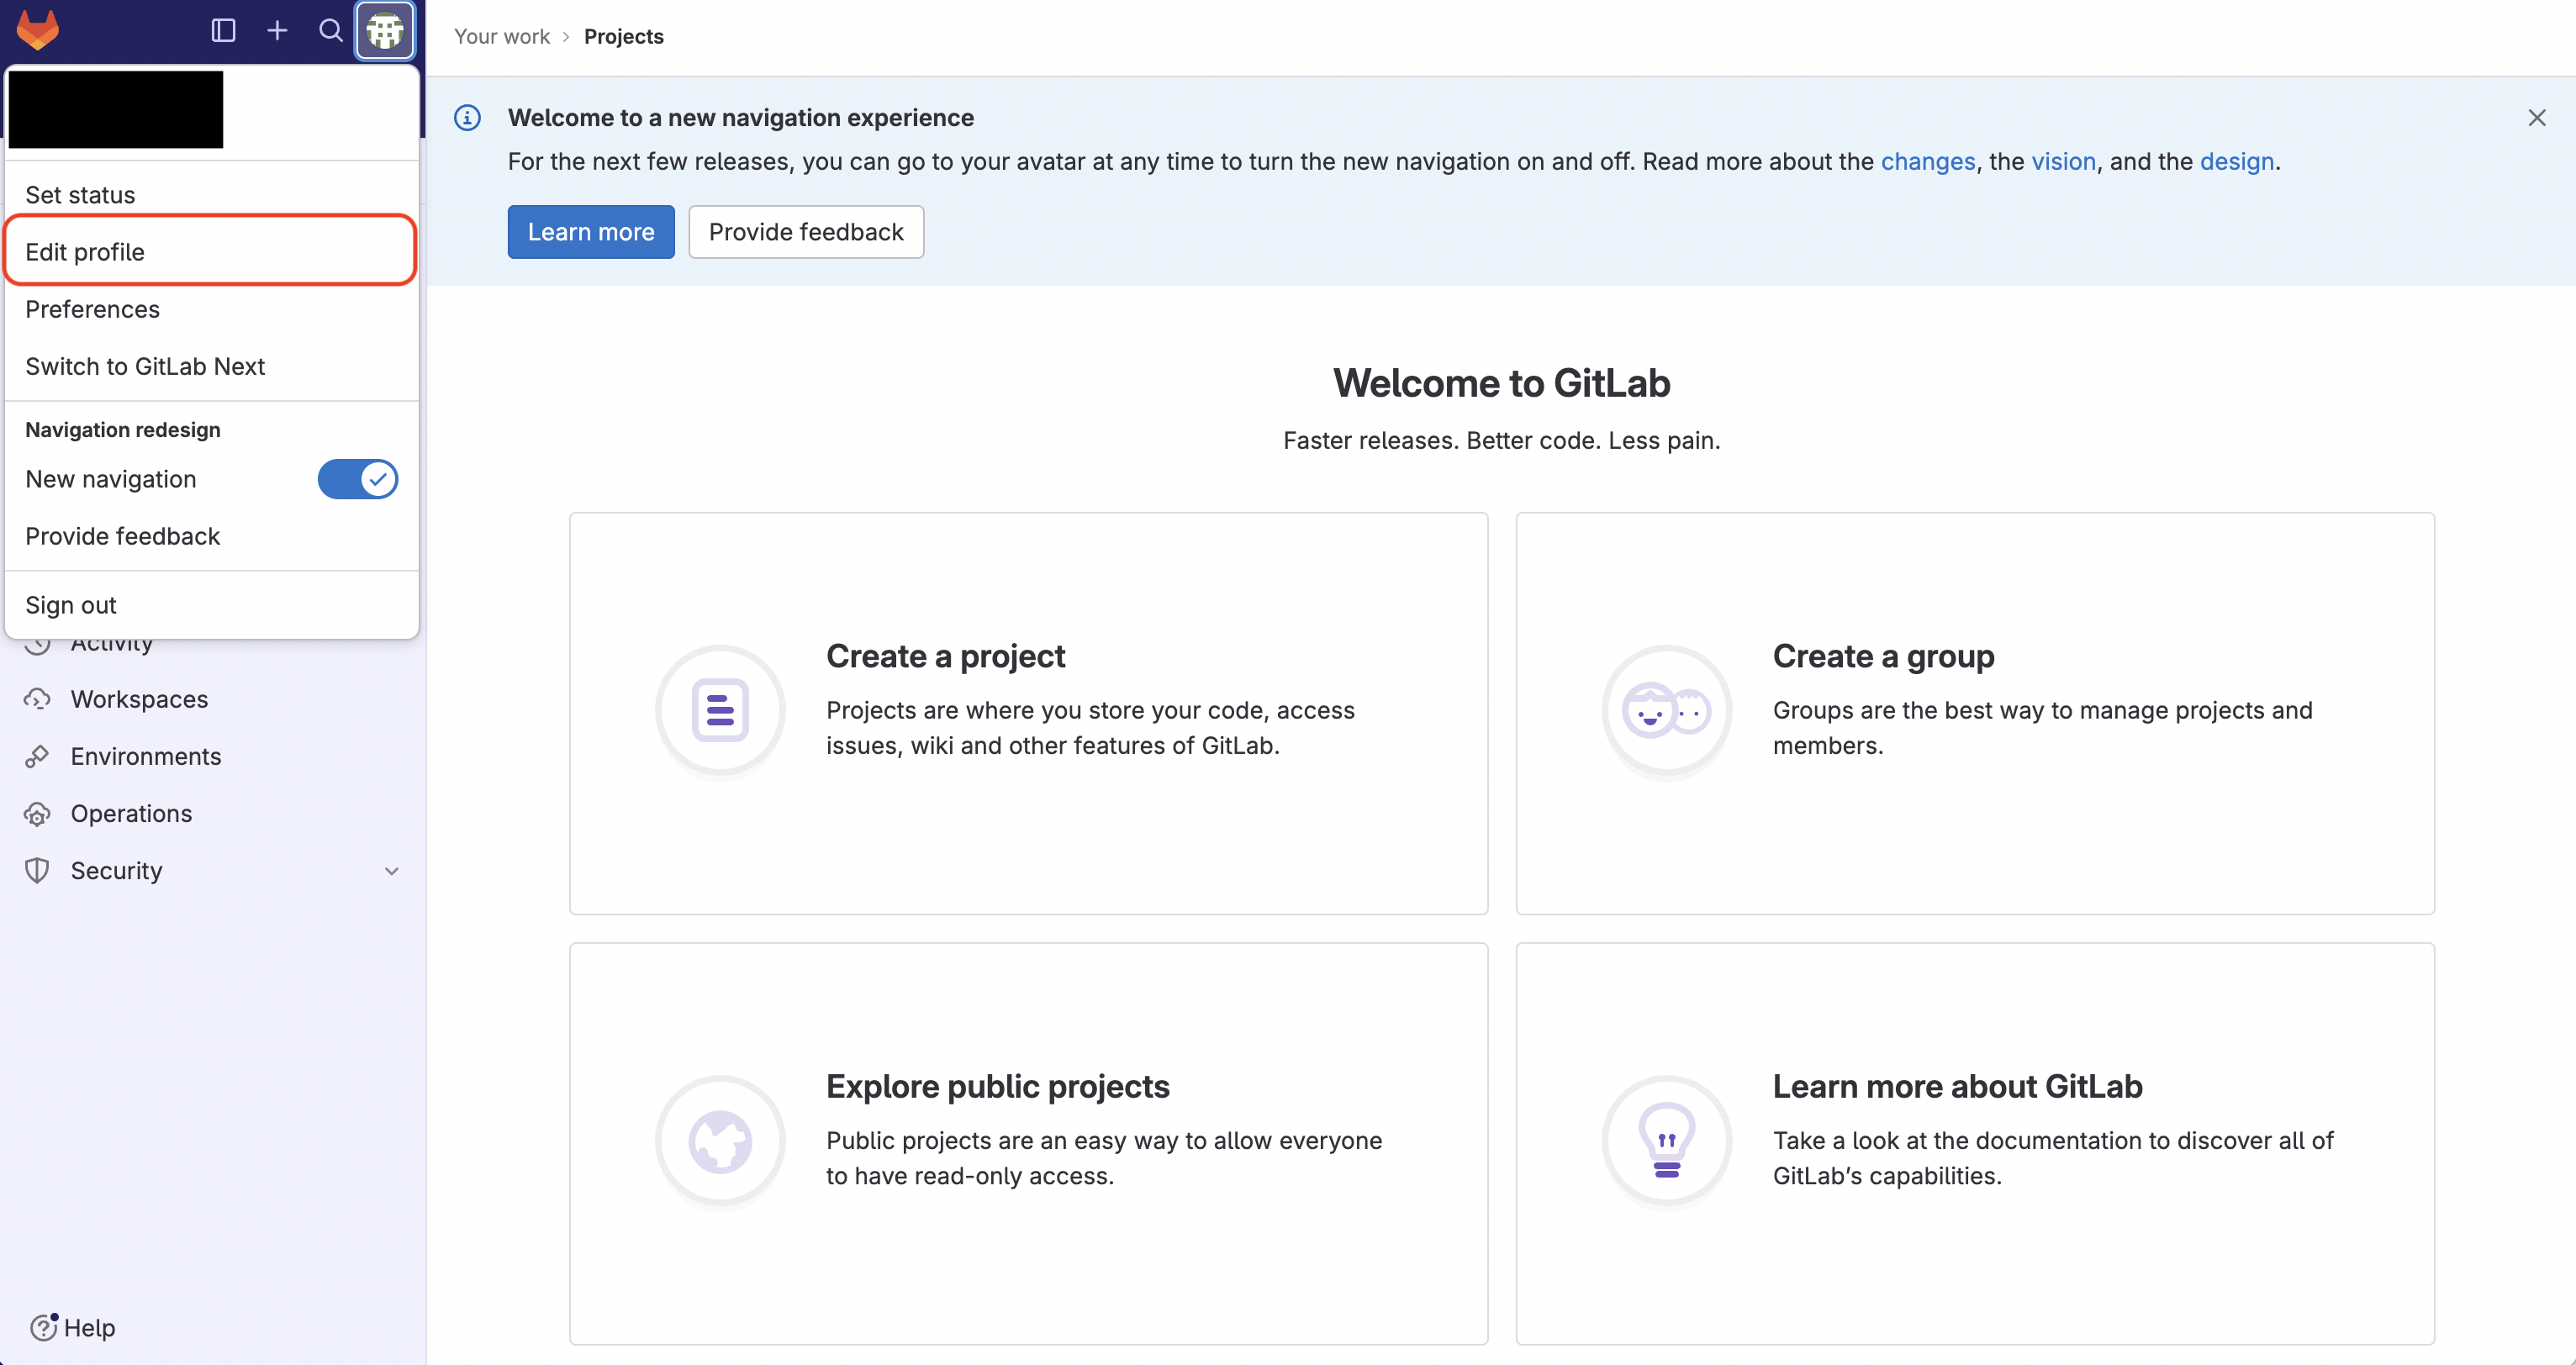 Your work › Projects
Welcome to a new navigation experience
For the next few releases, you can go to your avatar at any time to turn the new navigation on and off. Read more about the changes, the vision, and the design.
Learn more
Provide feedback
Set status
Edit profile
Preferences
Switch to GitLab Next
Navigation redesign
New navigation
Provide feedback
Sign out
Activity
Workspaces
Environments
Operations
Security
Help
Welcome to GitLab
Faster releases. Better code. Less pain.
Create a project
Projects are where you store your code, access
issues, wiki and other features of GitLab.
Create a group
Groups are the best way to manage projects and
members.
Explore public projects
Public projects are an easy way to allow everyone
to have read-only access.
Learn more about GitLab
Take a look at the documentation to discover all of
GitLab’s capabilities.